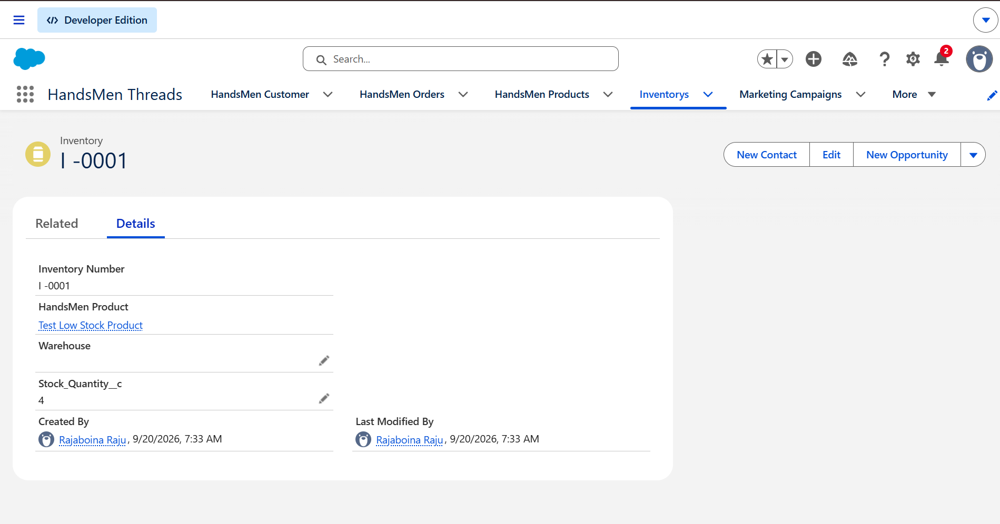 Developer Edition
Search...
2
HandsMen Threads
HandsMen Customer
HandsMen Orders
HandsMen Products
Inventorys
Marketing Campaigns
More
Inventory
I -0001
New Contact
Edit
New Opportunity
Related
Details
Inventory Number
I -0001
HandsMen Product
Test Low Stock Product
Warehouse
Stock_Quantity__c
4
Created By
Rajaboina Raju, 9/20/2026, 7:33 AM
Last Modified By
Rajaboina Raju, 9/20/2026, 7:33 AM